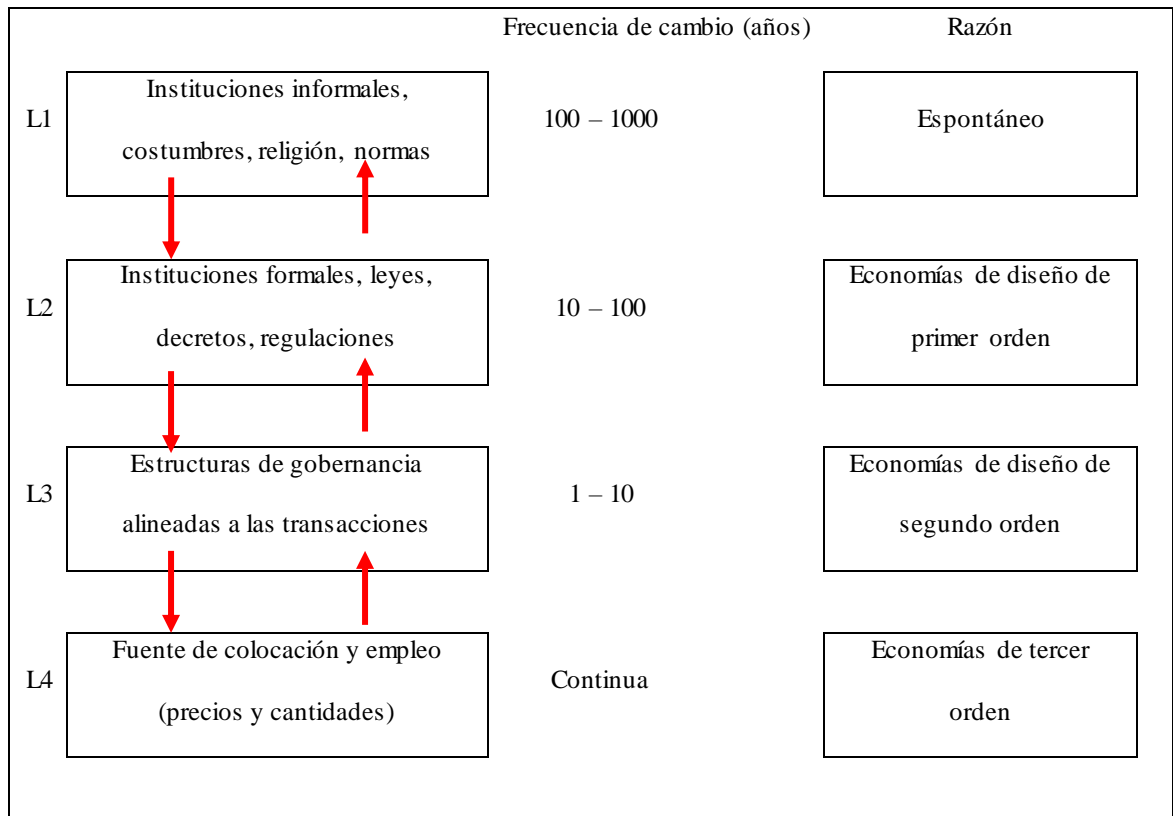 Frecuencia de cambio (años) Razón
Instituciones informales,
L1 100 – 1000 Espontáneo
costumbres, religión, normas
Instituciones formales, leyes, Economías de diseño de
L2 10 – 100
decretos, regulaciones primer orden
Estructuras de gobernancia Economías de diseño de
L3 1 – 10
alineadas a las transacciones segundo orden
Fuente de colocación y empleo Economías de tercer
L4 Continua
(precios y cantidades) orden